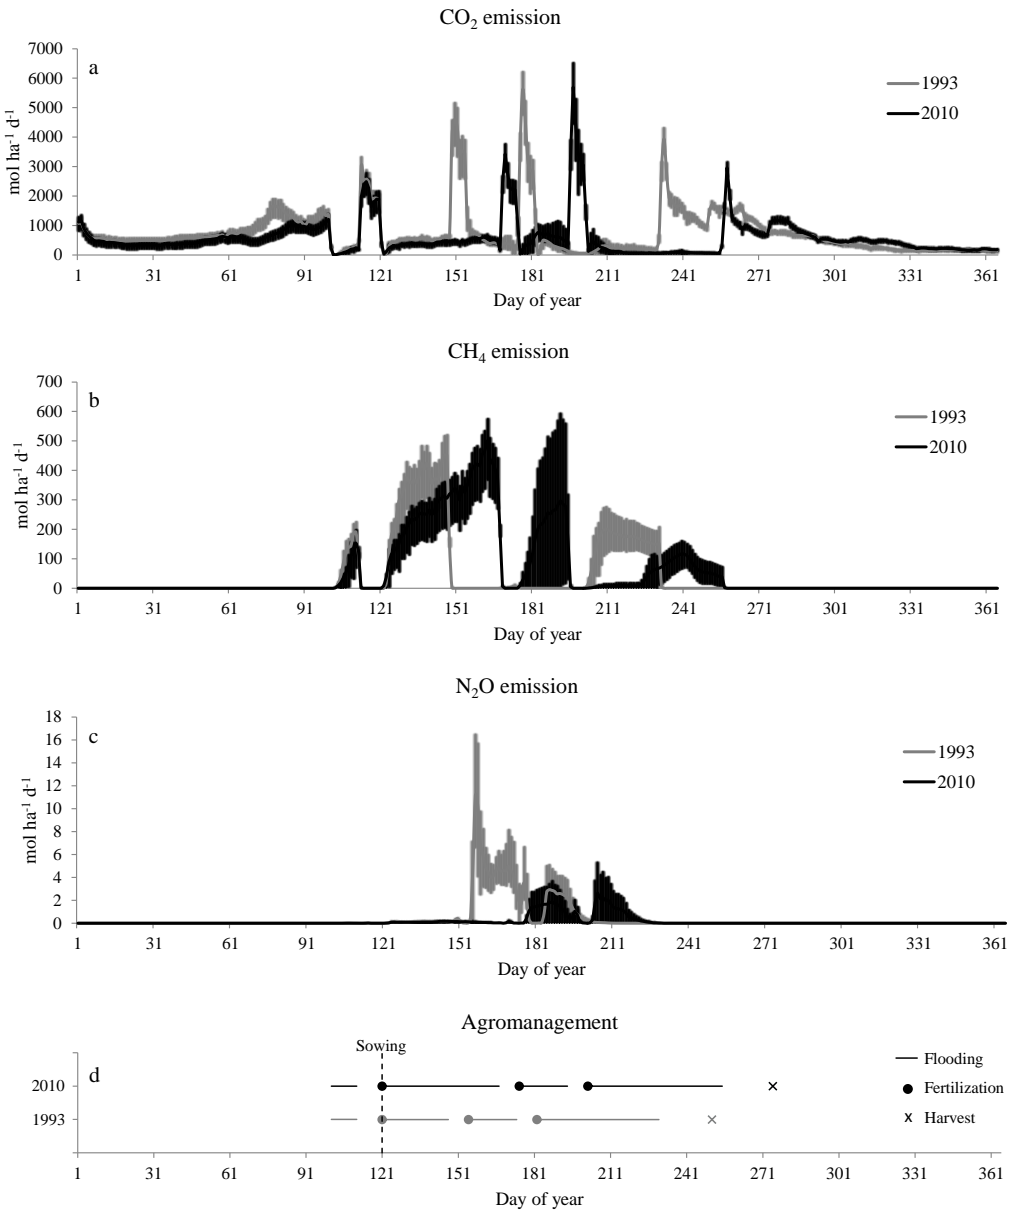 CO₂ emission
a
mol ha⁻¹ d⁻¹
7000
6000
5000
4000
3000
2000
1000
0
1993
2010
1 31 61 91 121 151 181 211 241 271 301 331 361
Day of year
CH₄ emission
b
mol ha⁻¹ d⁻¹
700
600
500
400
300
200
100
0
1993
2010
1 31 61 91 121 151 181 211 241 271 301 331 361
Day of year
N₂O emission
c
mol ha⁻¹ d⁻¹
18
16
14
12
10
8
6
4
2
0
1993
2010
1 31 61 91 121 151 181 211 241 271 301 331 361
Day of year
Agromanagement
Sowing
d
2010
1993
Flooding
Fertilization
x Harvest
1 31 61 91 121 151 181 211 241 271 301 331 361
Day of year